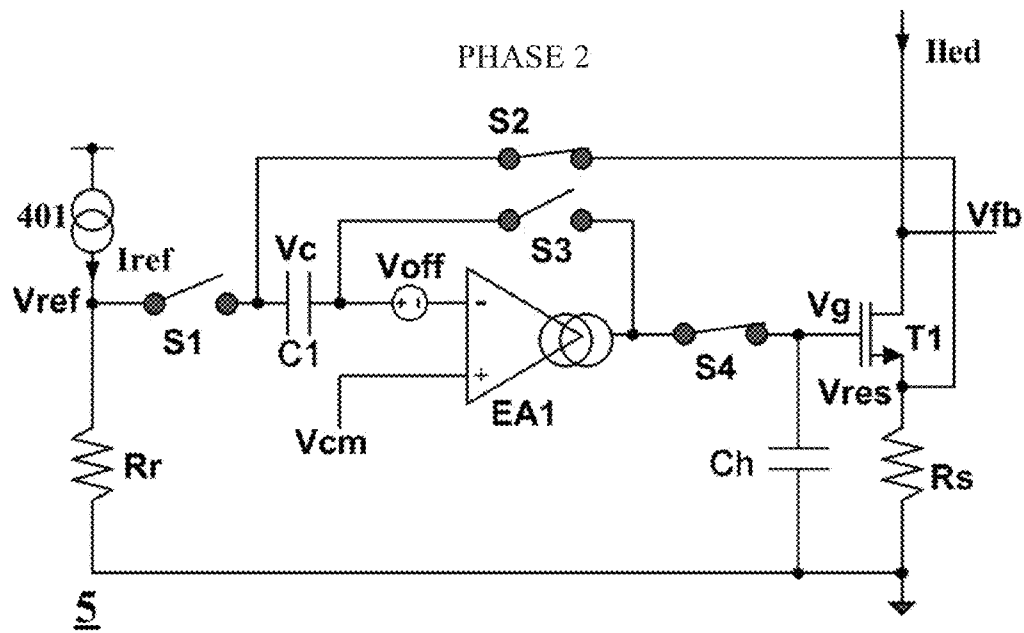 PHASE 2
Iled
S2
401
Iref
Vref
S1
Vc
C1
S3
Voff
Vfb
-
+
EA1
Vcm
S4
Vg
T1
Vres
Ch
Rr
Rs
5